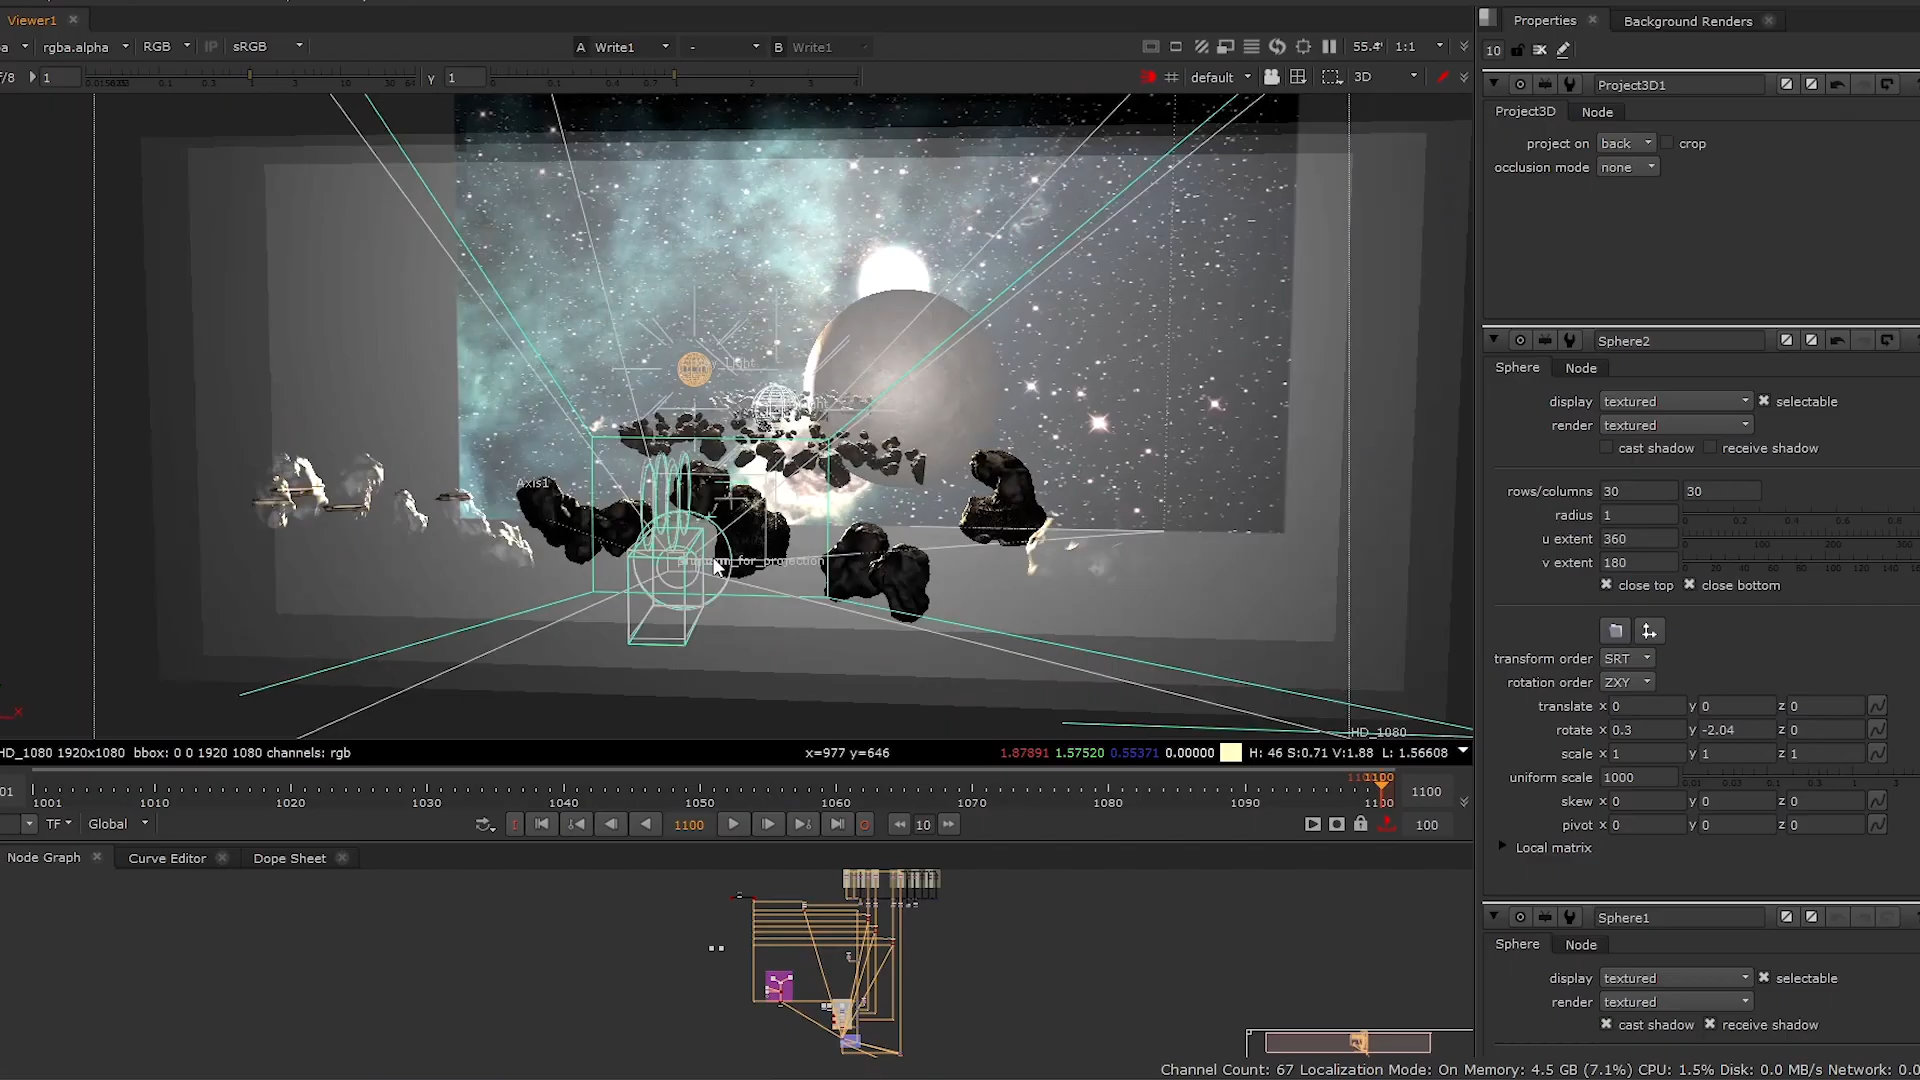 Viewer1
Properties
Background Renders
rgba.alpha
RGB
IP
sRGB
A Write1
-
B Write1
55.4
1:1
10
f/8
1
γ 1
default
3D
Project3D1
Project3D
Node
project on back crop
occlusion mode none
Sphere2
Sphere
Node
display textured selectable
render textured
cast shadow receive shadow
rows/columns 30 30
radius 1
u extent 360
v extent 180
close top close bottom
transform order SRT
rotation order ZXY
translate x 0 y 0 z 0
rotate x 0.3 y -2.04 z 0
scale x 1 y 1 z 1
uniform scale 1000
skew x 0 y 0 z 0
pivot x 0 y 0 z 0
Local matrix
Axis1
_for_projection
HD_1080
HD_1080 1920x1080 bbox: 0 0 1920 1080 channels: rgb
x=977 y=646
1.87891 1.57520 0.55371 0.00000
H: 46 S:0.71 V:1.88 L: 1.56608
1001 1010 1020 1030 1040 1050 1060 1070 1080 1090 1100
1100
1100
TF
Global
1100
10
100
Node Graph
Curve Editor
Dope Sheet
Sphere1
Sphere
Node
display textured selectable
render textured
cast shadow receive shadow
Channel Count: 67 Localization Mode: On Memory: 4.5 GB (7.1%) CPU: 1.5% Disk: 0.0 MB/s Network: 0.0